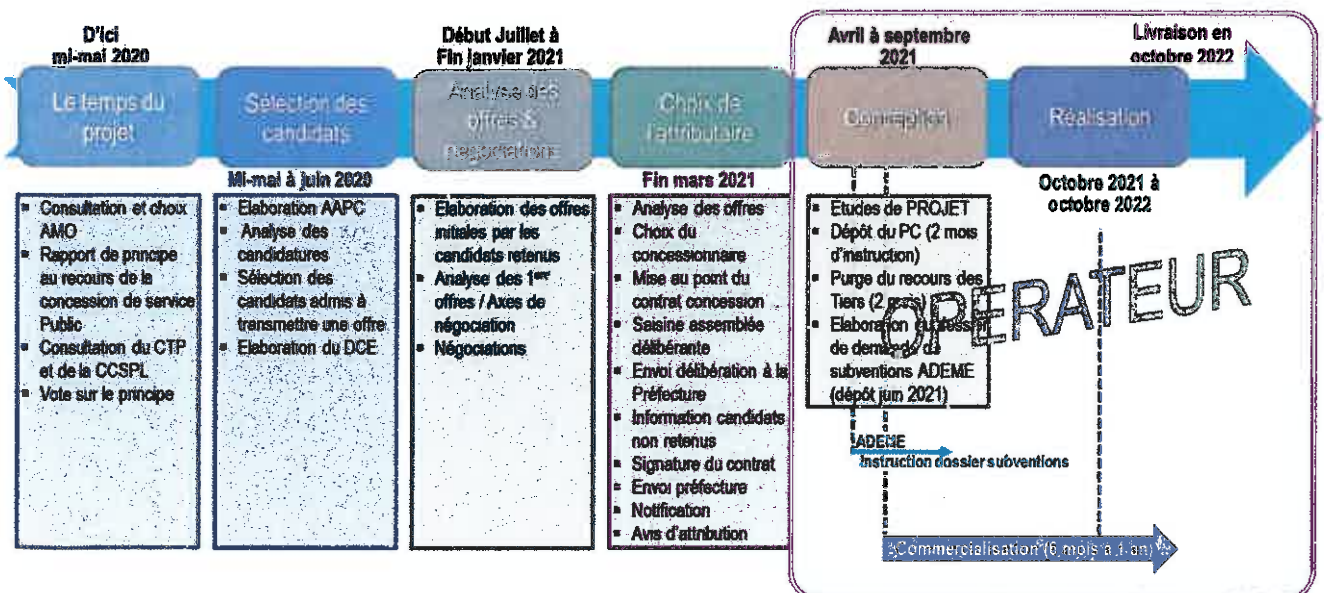 D'ici
mi-mai 2020
Le temps du
projet
Consultation et choix
AMO
Rapport de principe
au recours de la
concession de service
Public
Consultation du CTP
et de la CCSPL
Vote sur le principe
Sélection des
candidats
Mi-mai à juin 2020
Elaboration AAPC
Analyse des
candidatures
Sélection des
candidats admis à
transmettre une offre
Elaboration du DCE
Début Juillet à
Fin janvier 2021
Analyse des
offres &
négociations
Elaboration des offres
initiales par les
candidats retenus
Analyse des 1ères
offres / Axes de
négociation
Négociations
Choix de
l'attributaire
Fin mars 2021
Analyse des offres
Choix du
concessionnaire
Mise au point du
contrat concession
Saisine assemblée
délibérante
Envoi délibération à la
Préfecture
Information candidats
non retenus
Signature du contrat
Envoi préfecture
Notification
Avis d'attribution
Avril à septembre
2021
Conception
Etudes de PROJET
Dépôt du PC (2 mois
d'instruction)
Purge du recours des
Tiers (2 mois)
Elaboration du dossier
de demande de
subventions ADEME
(dépôt juin 2021)
ADEME
Instruction dossier subventions
Livraison en
octobre 2022
Réalisation
Octobre 2021 à
octobre 2022
OPERATEUR
"Commercialisation" (6 mois à 1 an)